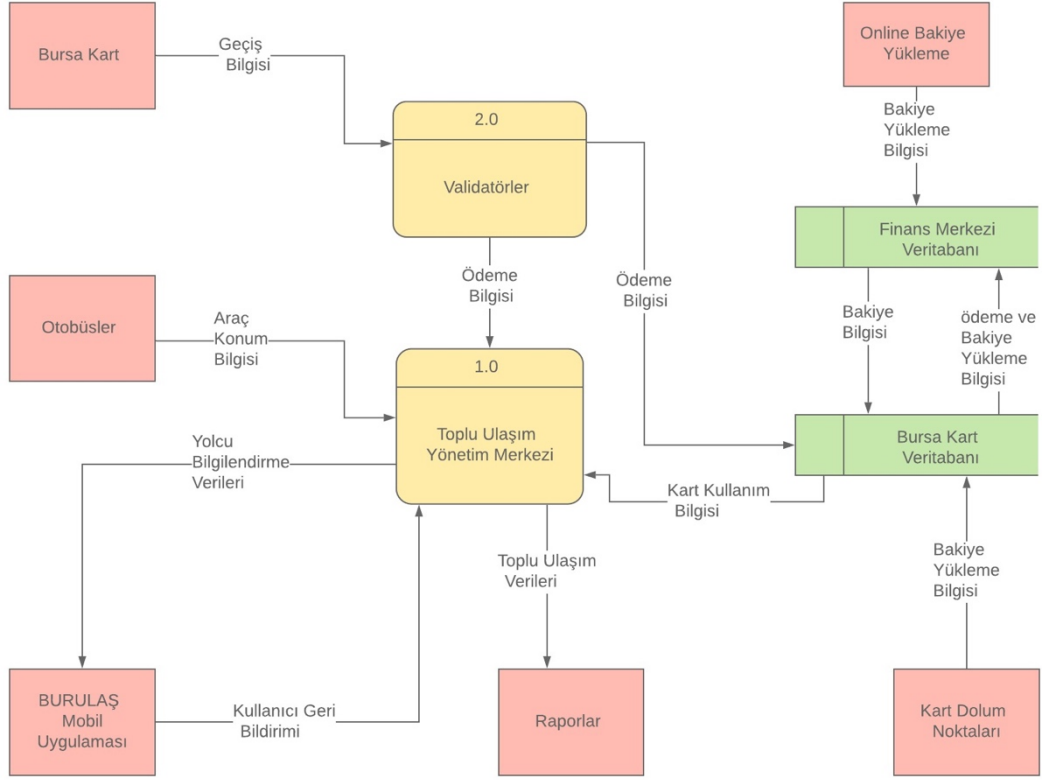 Bursa Kart
Geçiş
Bilgisi
Online Bakiye
Yükleme
2.0
Validatörler
Bakiye
Yükleme
Bilgisi
Finans Merkezi
Veritabanı
Otobüsler
Araç
Konum
Bilgisi
Ödeme
Bilgisi
Ödeme
Bilgisi
Bakiye
Bilgisi
ödeme ve
Bakiye
Yükleme
Bilgisi
1.0
Toplu Ulaşım
Yönetim Merkezi
Bursa Kart
Veritabanı
Yolcu
Bilgilendirme
Verileri
Kart Kullanım
Bilgisi
Toplu Ulaşım
Verileri
Bakiye
Yükleme
Bilgisi
BURULAŞ
Mobil
Uygulaması
Kullanıcı Geri
Bildirimi
Raporlar
Kart Dolum
Noktaları